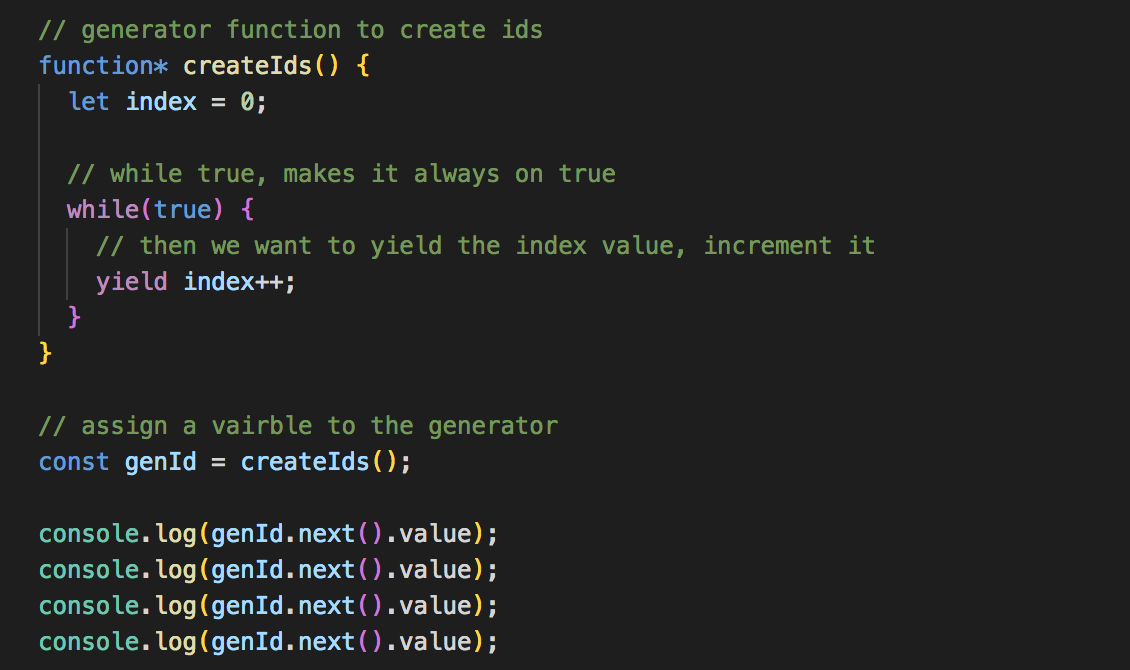 // generator function to create ids
function* createIds() {
let index = 0;
// while true, makes it always on true
while(true) {
// then we want to yield the index value, increment it
yield index++;
}
}
// assign a vairble to the generator
const genId = createIds();
console.log(genId.next().value);
console.log(genId.next().value);
console.log(genId.next().value);
console.log(genId.next().value);